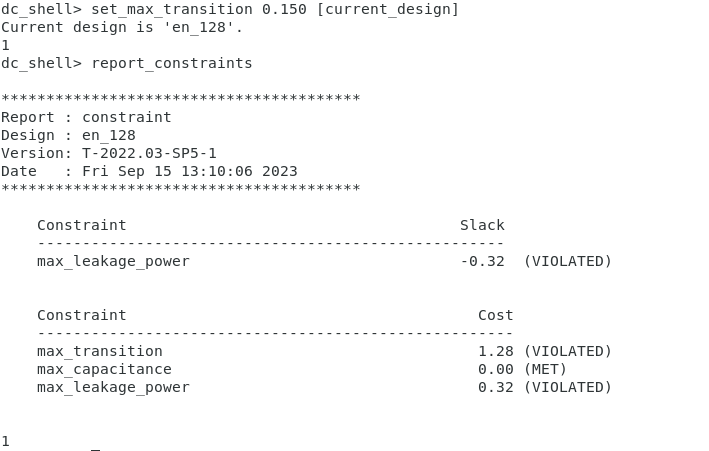 dc_shell> set_max_transition 0.150 [current_design]
Current design is 'en_128'.
1
dc_shell> report_constraints
****************************************
Report : constraint
Design : en_128
Version: T-2022.03-SP5-1
Date   : Fri Sep 15 13:10:06 2023
****************************************
Constraint                                     Slack
----------------------------------------------------
max_leakage_power                              -0.32  (VIOLATED)
Constraint                                       Cost
-----------------------------------------------------
max_transition                                   1.28 (VIOLATED)
max_capacitance                                  0.00 (MET)
max_leakage_power                                0.32 (VIOLATED)
1         _